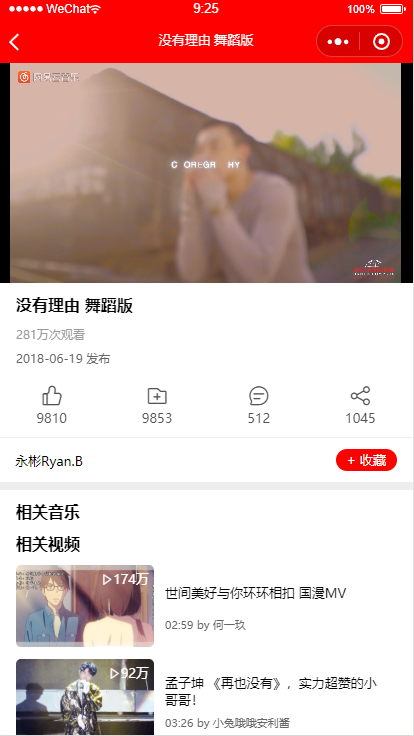 WeChat
9:25
100%
没有理由 舞蹈版
网易云音乐
C OREGR HY
没有理由 舞蹈版
281万次观看
2018-06-19 发布
9810
9853
512
1045
永彬Ryan.B
+ 收藏
相关音乐
相关视频
174万
世间美好与你环环相扣 国漫MV
02:59 by 何一玖
92万
孟子坤 《再也没有》，实力超赞的小
哥哥！
03:26 by 小兔哦哦安利酱